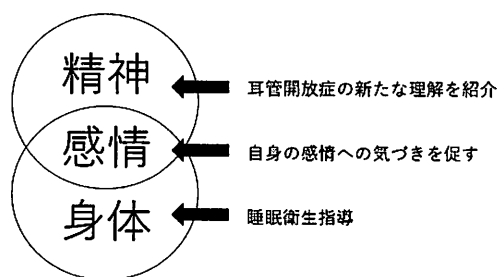 精神
耳管開放症の新たな理解を紹介
感情
自身の感情への気づきを促す
身体
睡眠衛生指導